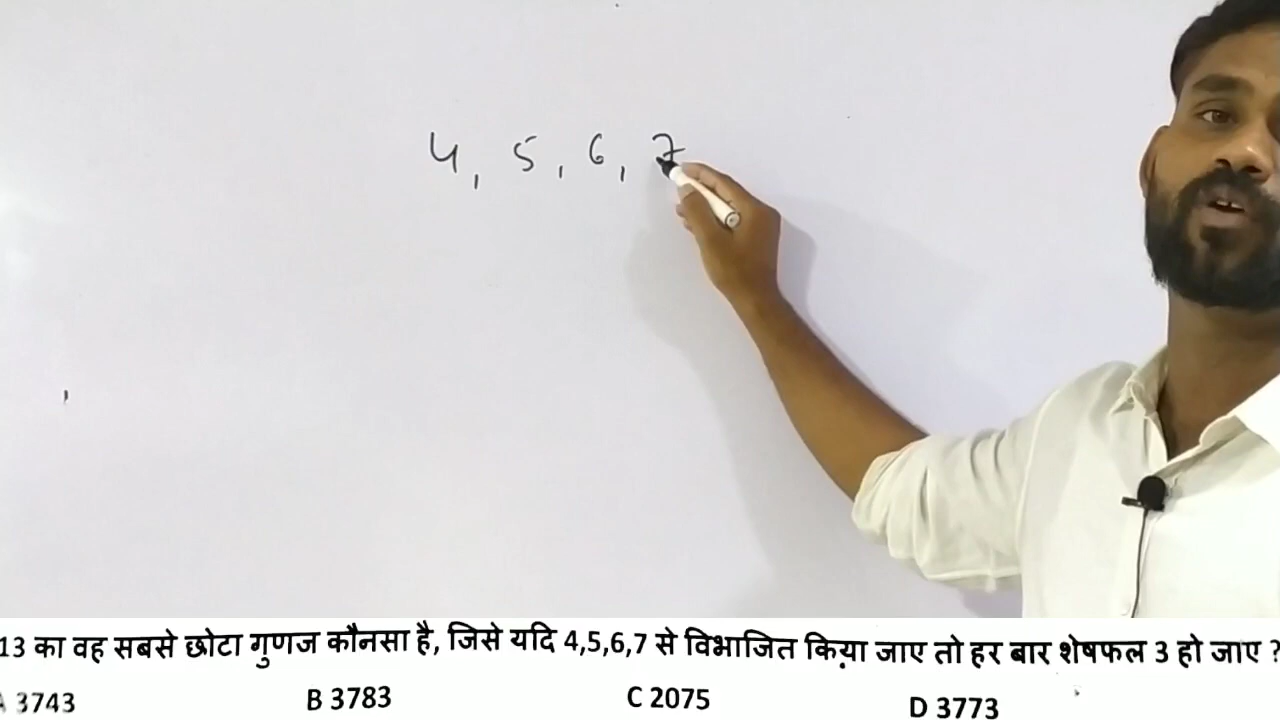 4, 5, 6, 7
13 का वह सबसे छोटा गुणज कौनसा है, जिसे यदि 4,5,6,7 से विभाजित किया जाए तो हर बार शेषफल 3 हो जाए ?
A 3743 B 3783 C 2075 D 3773